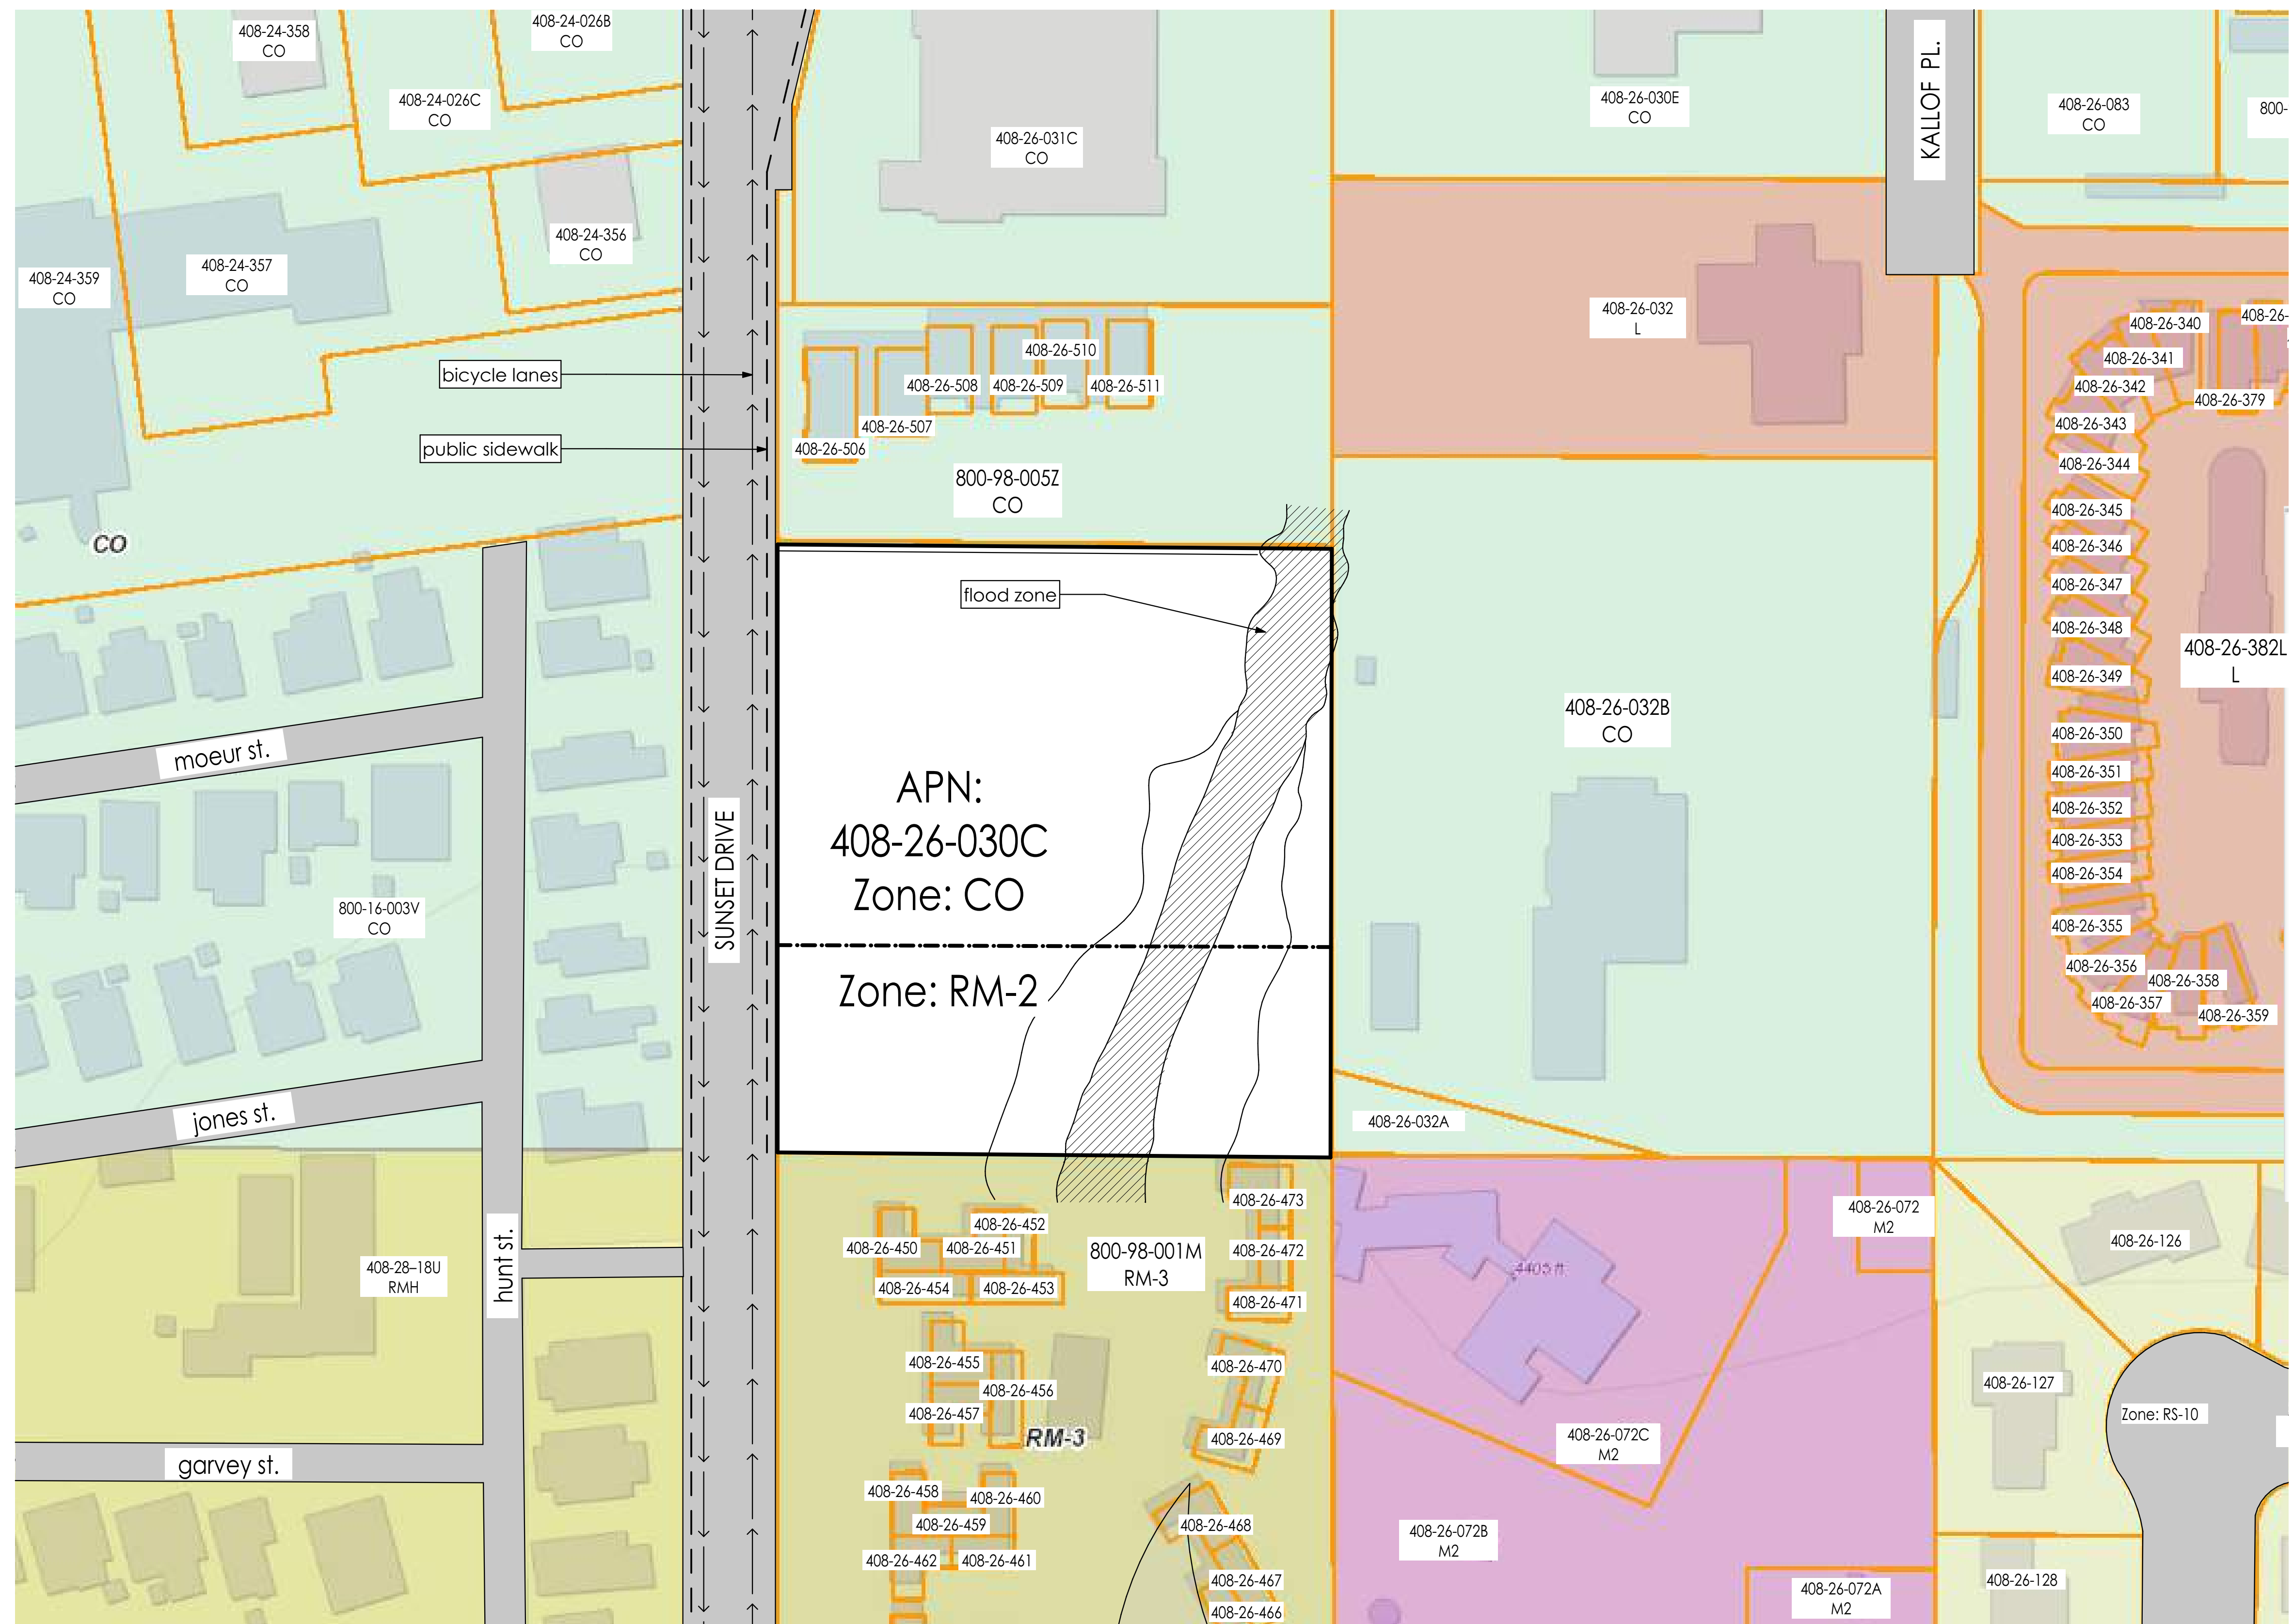 408-24-358
CO
408-24-026B
CO
408-24-026C
CO
408-24-356
CO
408-24-357
CO
408-24-359
CO
408-26-031C
CO
408-26-030E
CO
KALLOF PL.
408-26-083
CO
800-
408-26-032
L
bicycle lanes
public sidewalk
408-26-510
408-26-508
408-26-509
408-26-511
408-26-507
408-26-506
800-98-005Z
CO
CO
flood zone
408-26-340
408-26-
408-26-341
408-26-342
408-26-379
408-26-343
408-26-344
408-26-345
408-26-346
408-26-347
408-26-348
408-26-349
408-26-350
408-26-351
408-26-352
408-26-353
408-26-354
408-26-355
408-26-356
408-26-358
408-26-357
408-26-359
408-26-382L
L
408-26-032B
CO
moeur st.
SUNSET DRIVE
APN:
408-26-030C
Zone: CO
Zone: RM-2
800-16-003V
CO
jones st.
408-26-032A
408-28-18U
RMH
hunt st.
garvey st.
408-26-452
408-26-450
408-26-451
408-26-454
408-26-453
800-98-001M
RM-3
408-26-473
408-26-472
408-26-471
408-26-455
408-26-456
408-26-457
408-26-470
408-26-469
RM-3
408-26-458
408-26-460
408-26-459
408-26-462
408-26-461
408-26-468
408-26-467
408-26-466
4405 ft
408-26-072
M2
408-26-072C
M2
408-26-072B
M2
408-26-072A
M2
408-26-126
408-26-127
Zone: RS-10
408-26-128